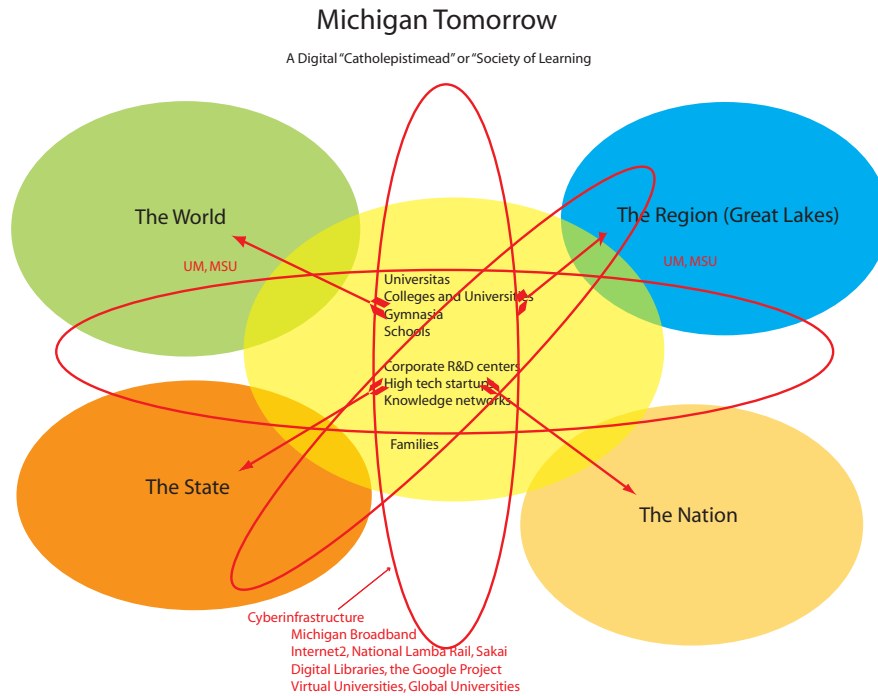 Michigan Tomorrow
A Digital “Catholepistimead” or “Society of Learning
The World
The Region (Great Lakes)
UM, MSU
UM, MSU
Universitas
Colleges and Universities
Gymnasia
Schools
Corporate R&D centers
High tech startups
Knowledge networks
Families
The State
The Nation
Cyberinfrastructure
Michigan Broadband
Internet2, National Lamba Rail, Sakai
Digital Libraries, the Google Project
Virtual Universities, Global Universities